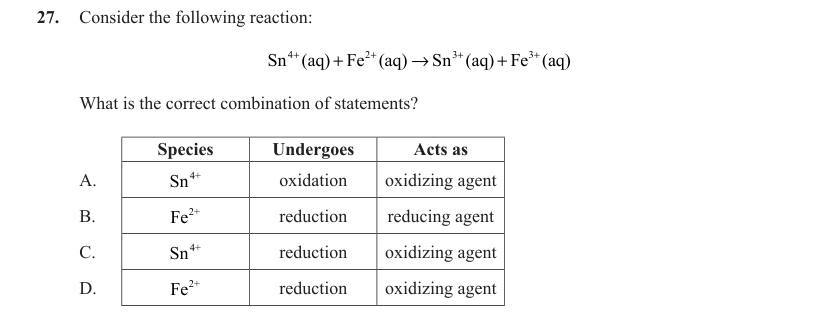 27. Consider the following reaction:
Sn⁴⁺(aq) + Fe²⁺(aq) → Sn³⁺(aq) + Fe³⁺(aq)
What is the correct combination of statements?
Species Undergoes Acts as
A. Sn⁴⁺ oxidation oxidizing agent
B. Fe²⁺ reduction reducing agent
C. Sn⁴⁺ reduction oxidizing agent
D. Fe²⁺ reduction oxidizing agent